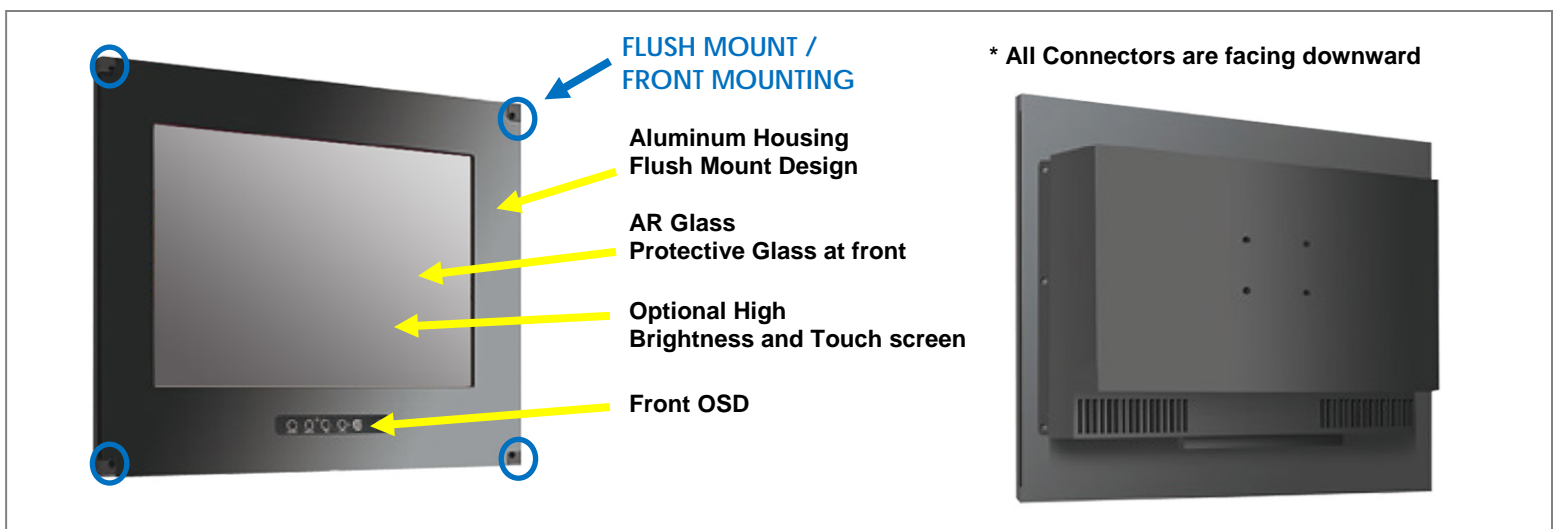 FLUSH MOUNT /
FRONT MOUNTING
* All Connectors are facing downward
Aluminum Housing
Flush Mount Design
AR Glass
Protective Glass at front
Optional High
Brightness and Touch screen
Front OSD